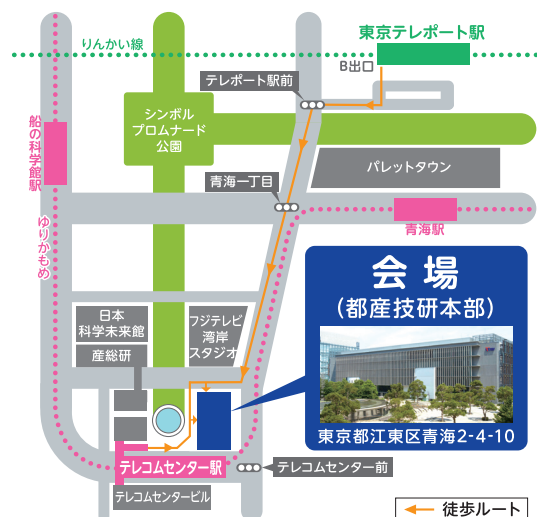 東京テレポート駅
りんかい線
B出口
テレポート駅前
シンボル
プロムナード
公園
船の科学館駅
パレットタウン
青海一丁目
ゆりかもめ
青海駅
会場
(都産技研本部)
日本
科学未来館
フジテレビ
湾岸
スタジオ
産総研
東京都江東区青海2-4-10
テレコムセンター駅
テレコムセンター前
テレコムセンタービル
徒歩ルート